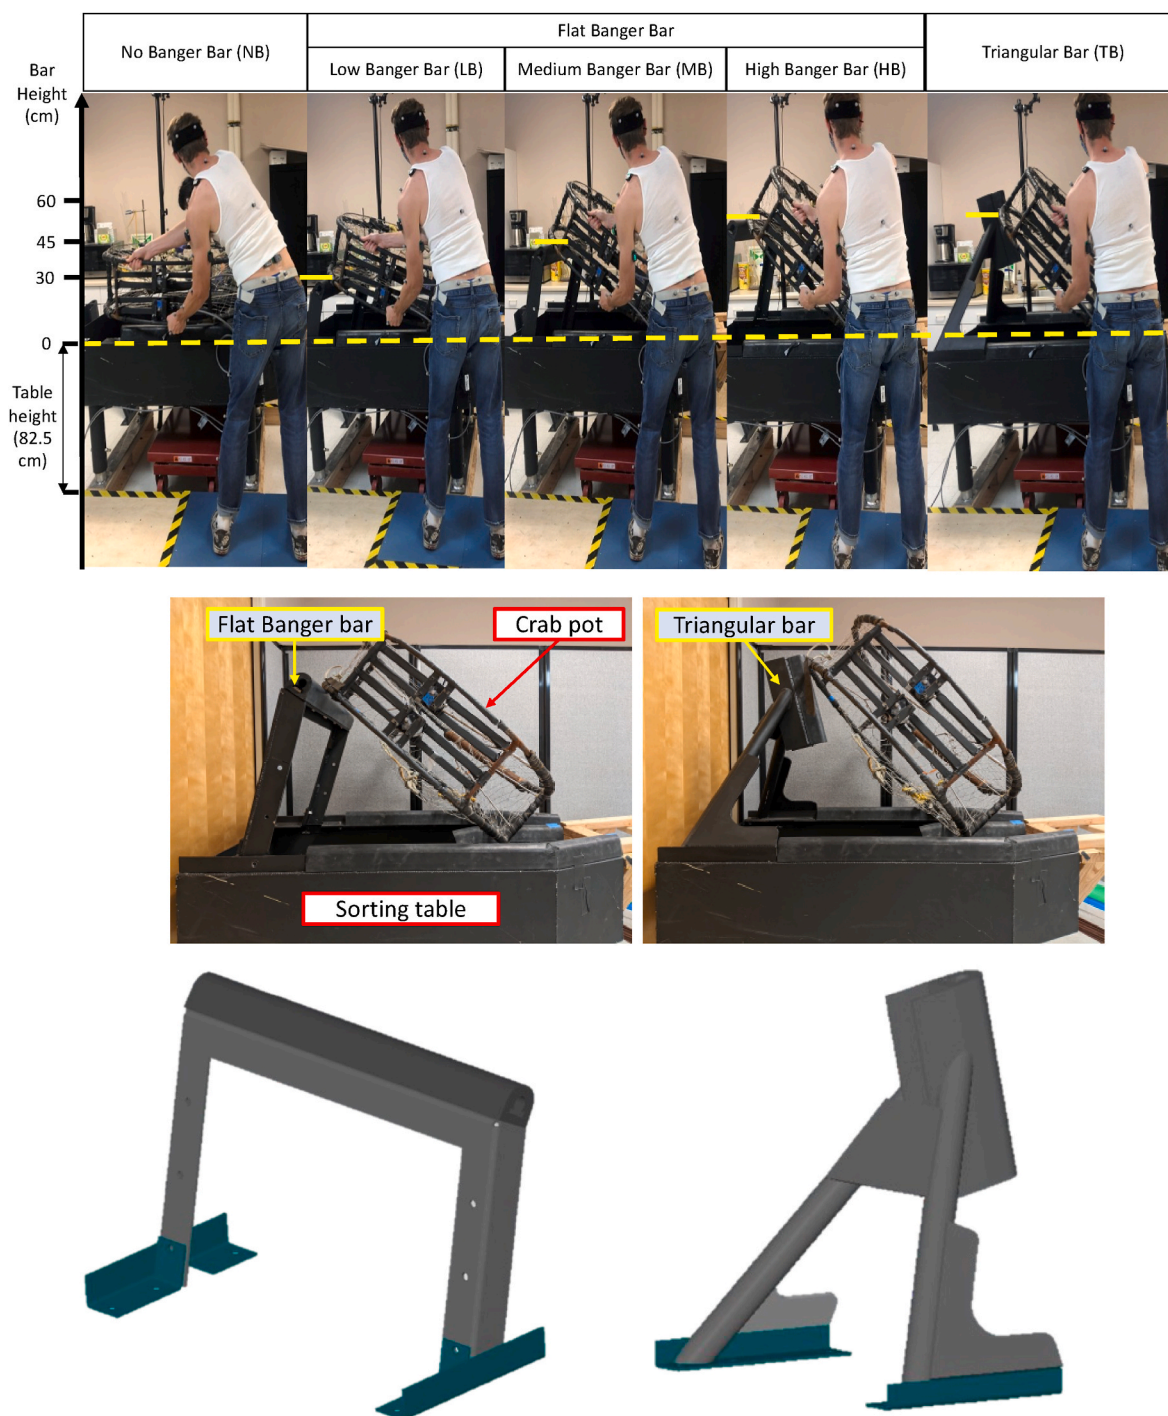 Flat Banger Bar
No Banger Bar (NB)
Low Banger Bar (LB)
Medium Banger Bar (MB)
High Banger Bar (HB)
Triangular Bar (TB)
Bar
Height
(cm)
60
45
30
0
Table
height
(82.5
cm)
Flat Banger bar
Crab pot
Sorting table
Triangular bar